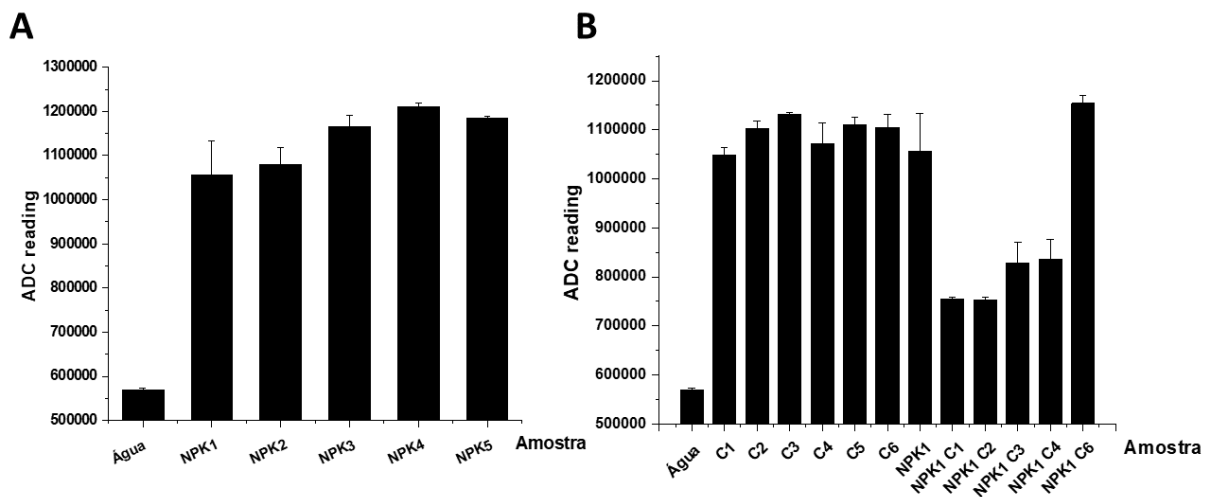 A
ADC reading
1300000
1200000
1100000
1000000
900000
800000
700000
600000
500000
Água
NPK1
NPK2
NPK3
NPK4
NPK5
Amostra
B
ADC reading
1200000
1100000
1000000
900000
800000
700000
600000
500000
Água
C1
C2
C3
C4
C5
C6
NPK1
NPK1 C1
NPK1 C2
NPK1 C3
NPK1 C4
NPK1 C6
Amostra